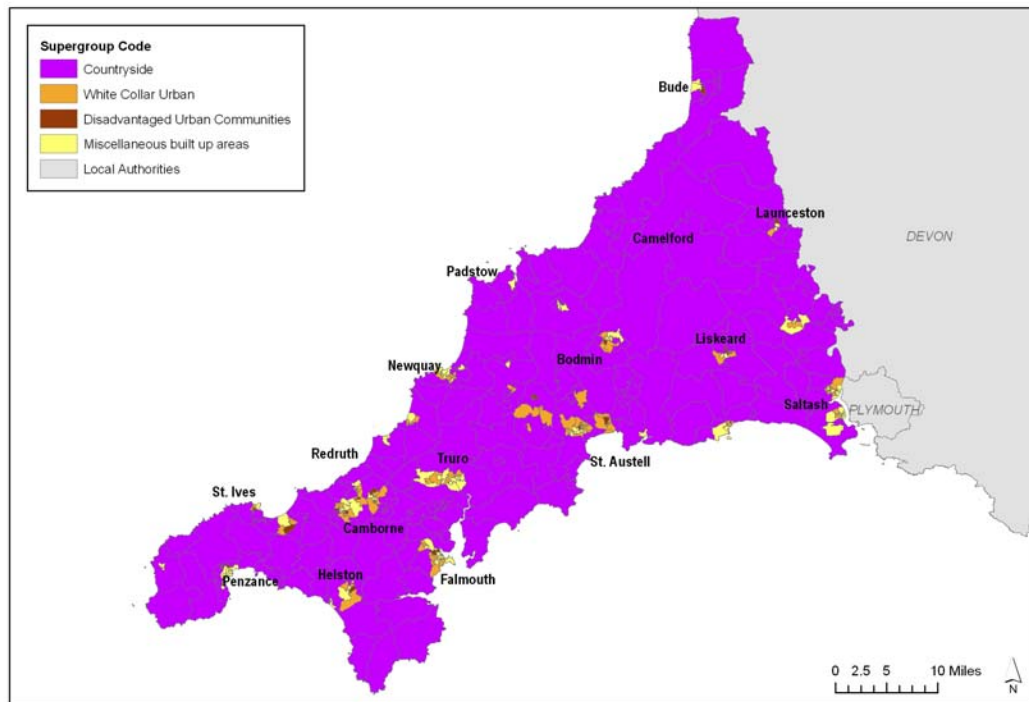 Supergroup Code
Countryside
White Collar Urban
Disadvantaged Urban Communities
Miscellaneous built up areas
Local Authorities
Bude
Launceston
DEVON
Camelford
Padstow
Newquay
Bodmin
Liskeard
Saltash
PLYMOUTH
Redruth
Truro
St. Austell
St. Ives
Camborne
Penzance
Helston
Falmouth
0 2.5 5 10 Miles
N